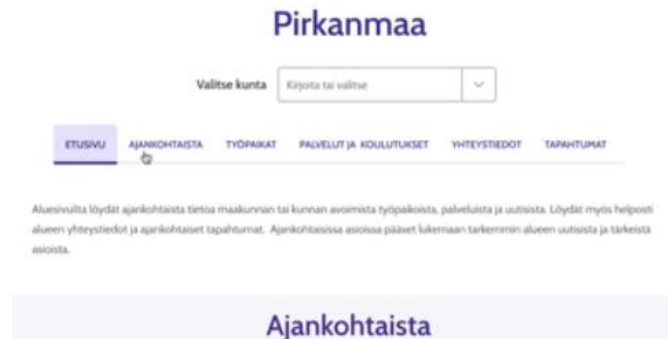 Pirkanmaa
Valitse kunta Kirjoita tai valitse
ETUSIVU AJANKOHTAISTA TYÖPAIKAT PALVELUT JA KOULUTUKSET YHTEYSTIEDOT TAPAHTUMAT
Aluesivuilta löydät ajankohtaista tietoa maakunnan tai kunnan avoimista työpaikoista, palveluista ja uutisista. Löydät myös helposti
alueen yhteystiedot ja ajankohtaiset tapahtumat. Ajankohtaisissa asioissa pääset lukemaan tarkemmin alueen uutisista ja tärkeistä
asioista.
Ajankohtaista